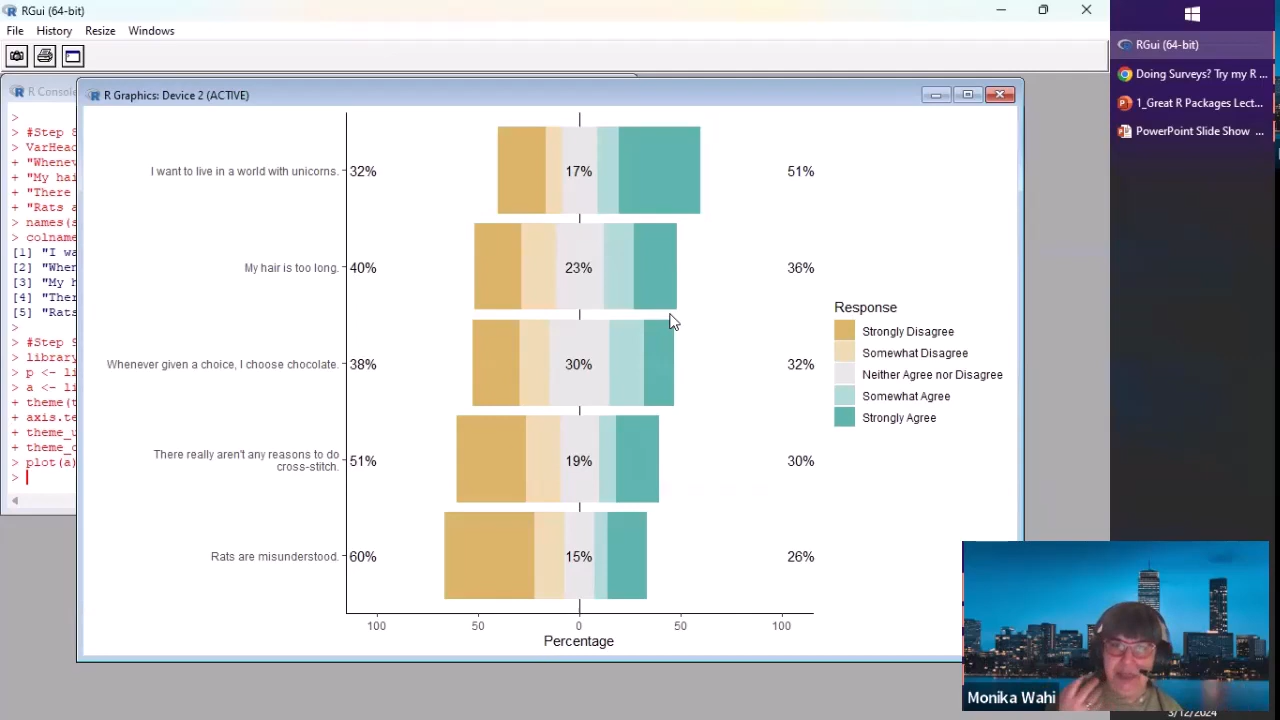 RGui (64-bit)
File History Resize Windows
R Console
R Graphics: Device 2 (ACTIVE)
>
> #Step 8
> VarHead
+ "Whenev
+ "My hai
+ "There
+ "Rats a
> names(s
> colname
[1] "I wa
[2] "When
[3] "My h
[4] "Ther
[5] "Rats
>
> #Step 9
> library
> p <- li
> a <- li
+ theme(t
+ axis.te
+ theme_u
+ theme_c
> plot(a)
>
I want to live in a world with unicorns. 32% 17% 51%
My hair is too long. 40% 23% 36%
Whenever given a choice, I choose chocolate. 38% 30% 32%
There really aren't any reasons to do
cross-stitch. 51% 19% 30%
Rats are misunderstood. 60% 15% 26%
100 50 0 50 100
Percentage
Response
Strongly Disagree
Somewhat Disagree
Neither Agree nor Disagree
Somewhat Agree
Strongly Agree
RGui (64-bit)
Doing Surveys? Try my R ...
1_Great R Packages Lect...
PowerPoint Slide Show ...
Monika Wahi
3/12/2024